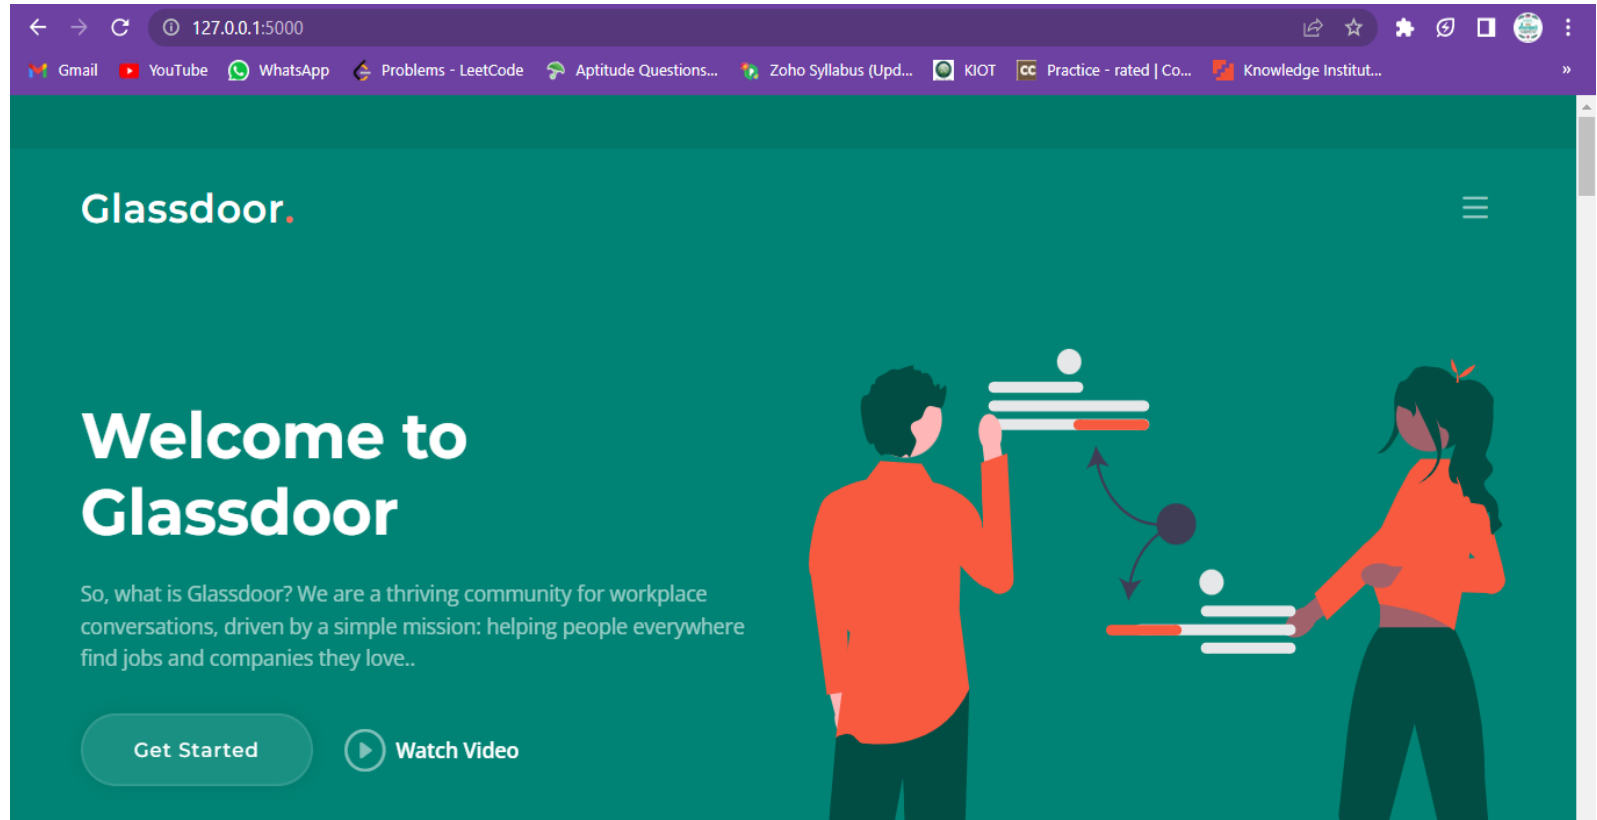 127.0.0.1:5000
Gmail YouTube WhatsApp Problems - LeetCode Aptitude Questions... Zoho Syllabus (Upd... KIOT CC Practice - rated | Co... Knowledge Institut... »
Glassdoor.
Welcome to
Glassdoor
So, what is Glassdoor? We are a thriving community for workplace
conversations, driven by a simple mission: helping people everywhere
find jobs and companies they love..
Get Started Watch Video